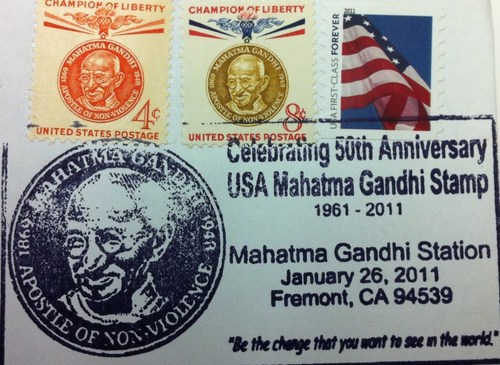 CHAMPION OF LIBERTY
MAHATMA GANDHI
1869 1948
APOSTLE OF NON-VIOLENCE
4¢
UNITED STATES POSTAGE
CHAMPION OF LIBERTY
MAHATMA GANDHI
1869 1948
APOSTLE OF NON-VIOLENCE
8¢
UNITED STATES POSTAGE
USA FIRST-CLASS FOREVER
2011
MAHATMA GANDHI
1869 1948
APOSTLE OF NON-VIOLENCE
Celebrating 50th Anniversary
USA Mahatma Gandhi Stamp
1961 - 2011
Mahatma Gandhi Station
January 26, 2011
Fremont, CA 94539
"Be the change that you want to see in the world."